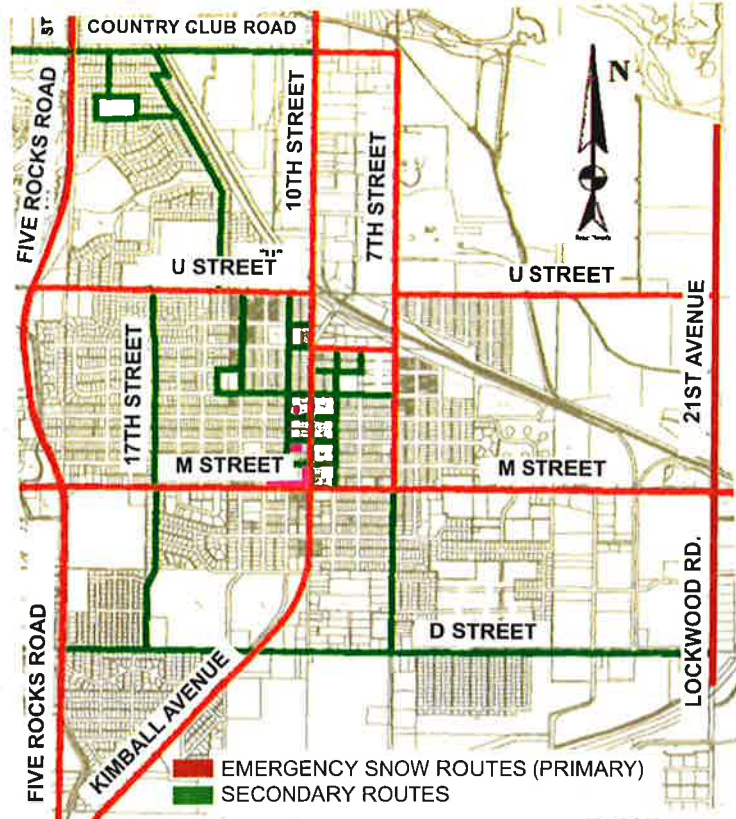 ST
COUNTRY CLUB ROAD
N
FIVE ROCKS ROAD
10TH STREET
7TH STREET
U STREET
U STREET
21ST AVENUE
17TH STREET
M STREET
M STREET
D STREET
LOCKWOOD RD.
FIVE ROCKS ROAD
KIMBALL AVENUE
EMERGENCY SNOW ROUTES (PRIMARY)
SECONDARY ROUTES